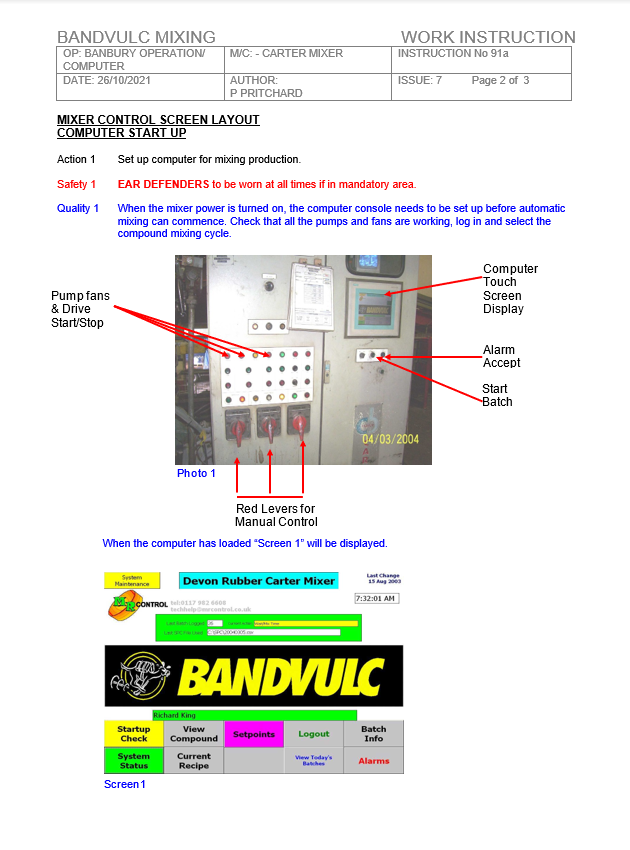 BANDVULC MIXING WORK INSTRUCTION
OP: BANBURY OPERATION/ COMPUTER M/C: - CARTER MIXER INSTRUCTION No 91a
DATE: 26/10/2021 AUTHOR: P PRITCHARD ISSUE: 7 Page 2 of 3
MIXER CONTROL SCREEN LAYOUT
COMPUTER START UP
Action 1 Set up computer for mixing production.
Safety 1 EAR DEFENDERS to be worn at all times if in mandatory area.
Quality 1 When the mixer power is turned on, the computer console needs to be set up before automatic
mixing can commence. Check that all the pumps and fans are working, log in and select the
compound mixing cycle.
Computer
Touch
Screen
Display
Pump fans
& Drive
Start/Stop
Alarm
Accept
Start
Batch
04/03/2004
Photo 1
Red Levers for
Manual Control
When the computer has loaded “Screen 1” will be displayed.
System
Maintenance
Devon Rubber Carter Mixer
Last Change
15 Aug 2003
MR CONTROL
tel:0117 982 6608
techhelp@mrcontrol.co.uk
7:32:01 AM
Last Batch Logged
Last SPC File Used
BANDVULC
Richard King
Startup
Check
View
Compound
Setpoints
Logout
Batch
Info
System
Status
Current
Recipe
View Today's
Batches
Alarms
Screen1